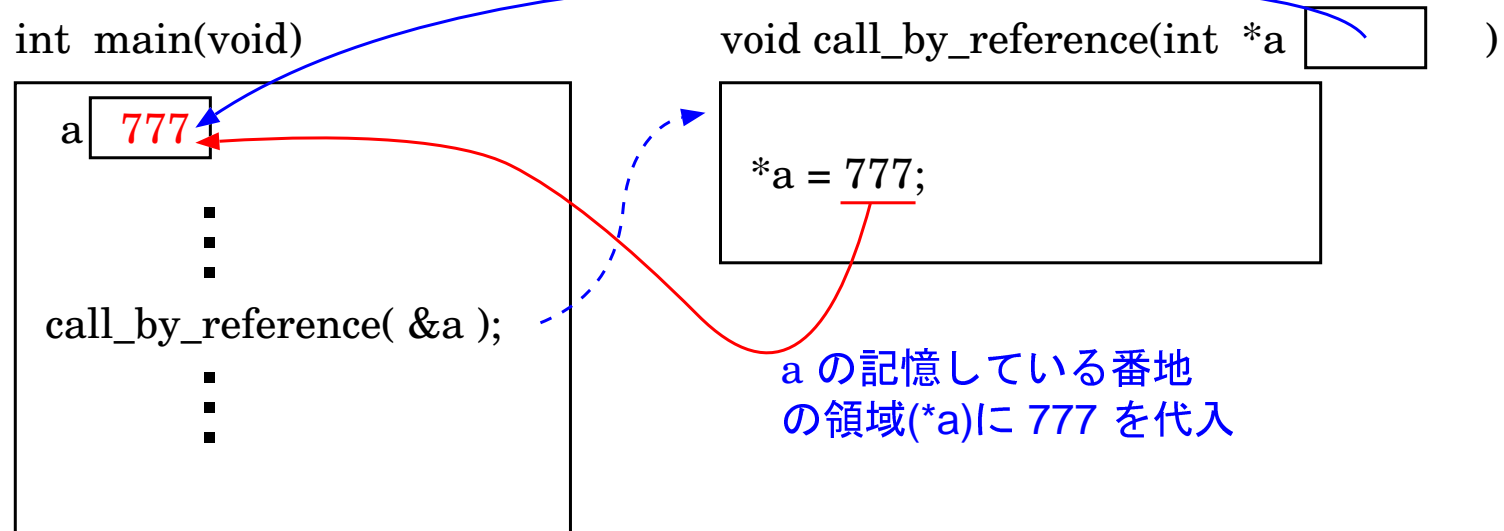 int main(void)
a 777
call_by_reference( &a );
void call_by_reference(int *a )
*a = 777;
a の記憶している番地
の領域(*a)に 777 を代入